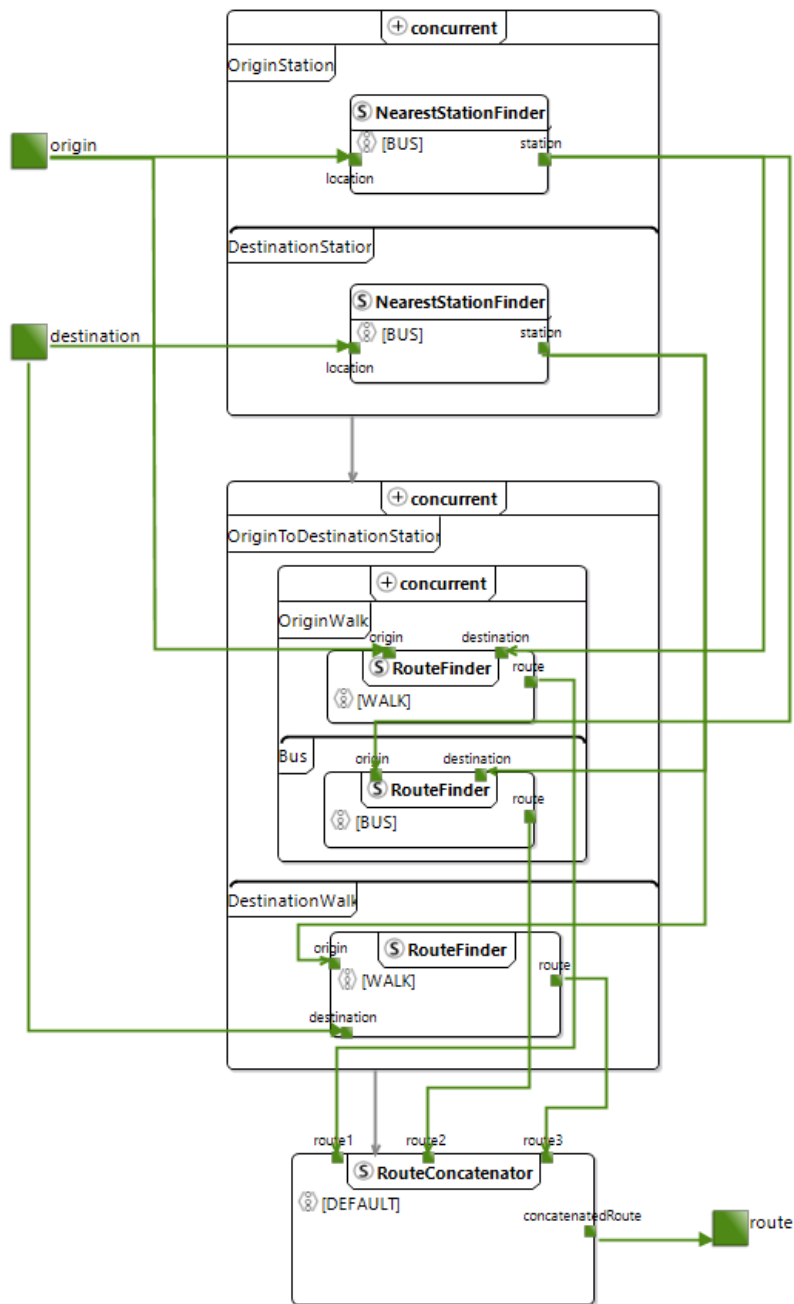 concurrent
OriginStation
S NearestStationFinder
origin
[BUS]
station
location
DestinationStation
S NearestStationFinder
destination
[BUS]
station
location
concurrent
OriginToDestinationStation
concurrent
OriginWalk
origin
destination
S RouteFinder
route
[WALK]
Bus
origin
destination
S RouteFinder
route
[BUS]
DestinationWalk
origin
S RouteFinder
route
[WALK]
destination
route1
route2
route3
S RouteConcatenator
[DEFAULT]
concatenatedRoute
route